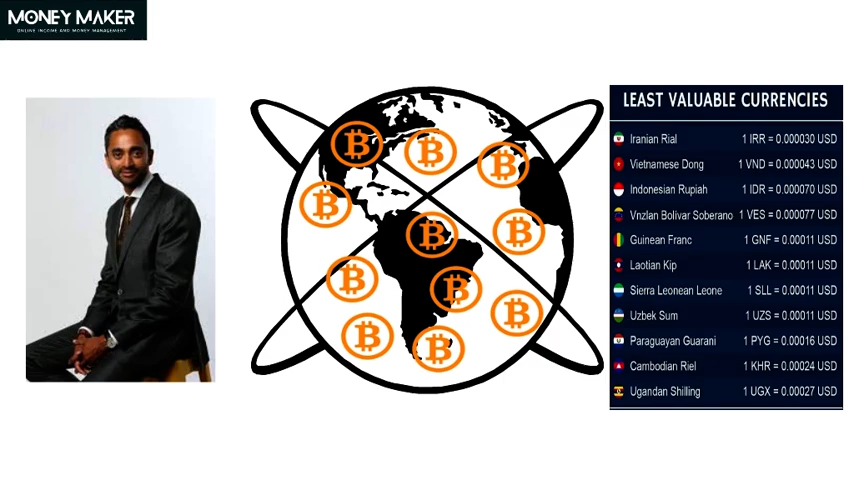 MONEY MAKER
ONLINE INCOME AND MONEY MANAGEMENT
LEAST VALUABLE CURRENCIES
Iranian Rial 1 IRR = 0.000030 USD
Vietnamese Dong 1 VND = 0.000043 USD
Indonesian Rupiah 1 IDR = 0.000070 USD
Vnzlan Bolivar Soberano 1 VES = 0.000077 USD
Guinean Franc 1 GNF = 0.00011 USD
Laotian Kip 1 LAK = 0.00011 USD
Sierra Leonean Leone 1 SLL = 0.00011 USD
Uzbek Sum 1 UZS = 0.00011 USD
Paraguayan Guarani 1 PYG = 0.00016 USD
Cambodian Riel 1 KHR = 0.00024 USD
Ugandan Shilling 1 UGX = 0.00027 USD